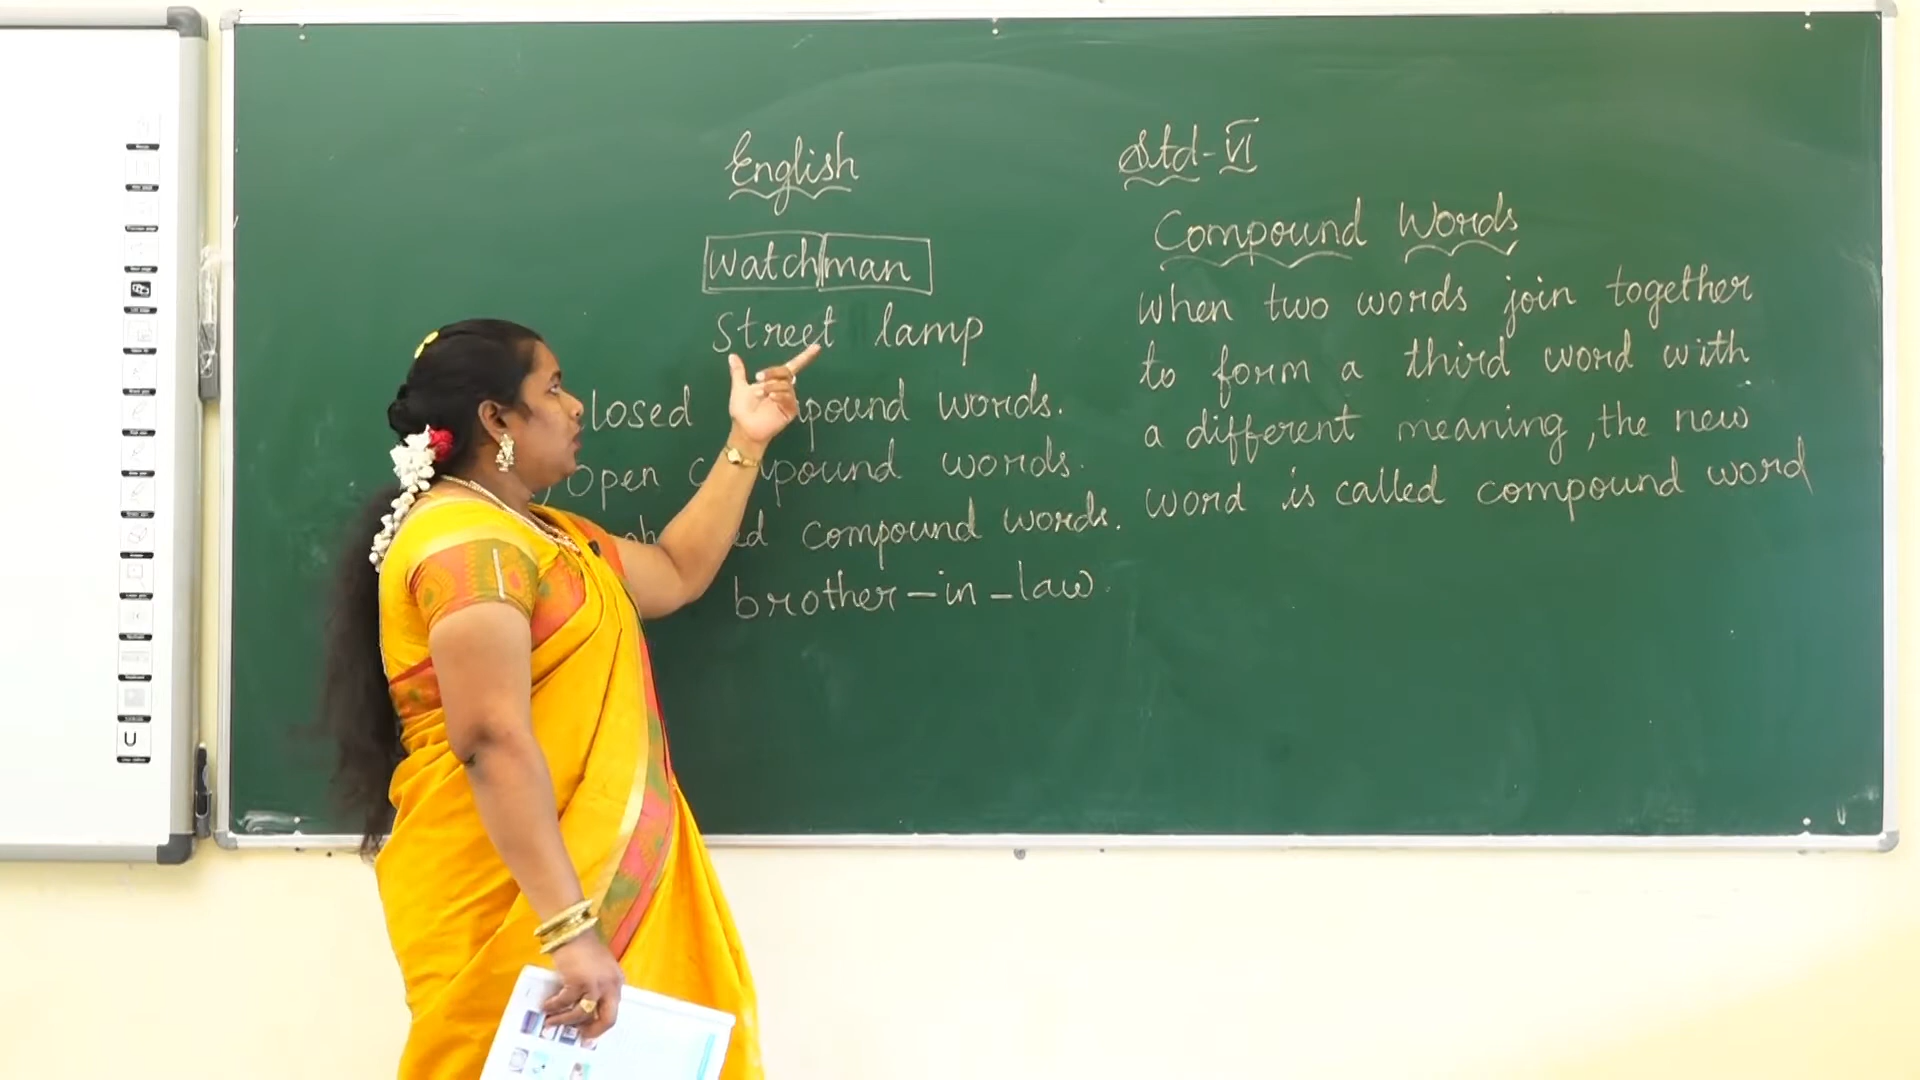 English
watchman
Street lamp
losed pound words.
Open compound words.
compound words.
brother-in-law.
Std-VI
Compound Words
When two words join together
to form a third word with
a different meaning, the new
word is called compound word
U